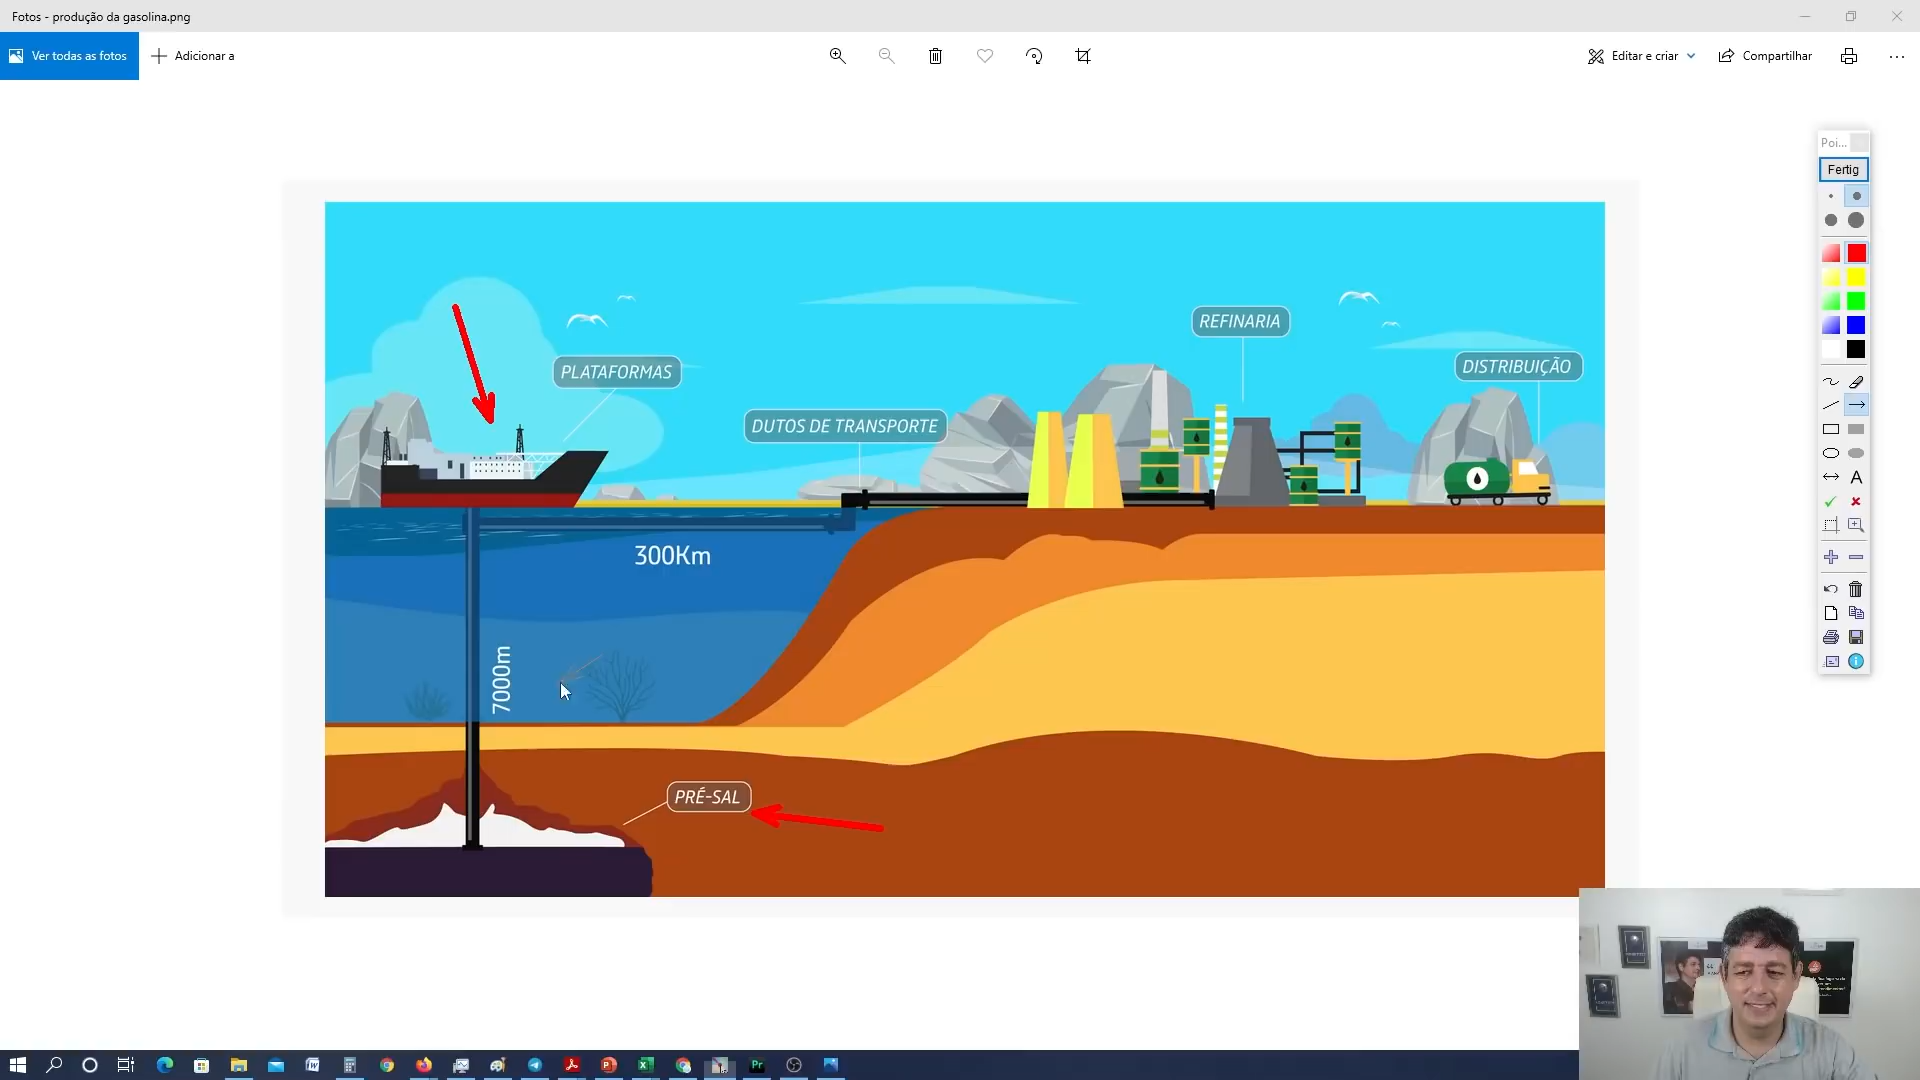 Fotos - produção da gasolina.png
Ver todas as fotos
Adicionar a
Editar e criar
Compartilhar
Poi...
Fertig
REFINARIA
PLATAFORMAS
DISTRIBUIÇÃO
DUTOS DE TRANSPORTE
300Km
7000m
PRÉ-SAL
A